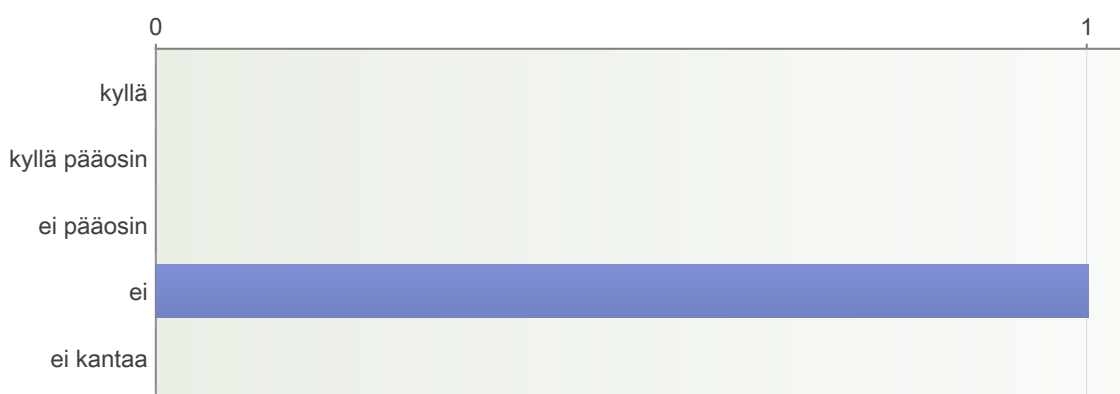 0 1
kyllä
kyllä pääosin
ei pääosin
ei
ei kantaa